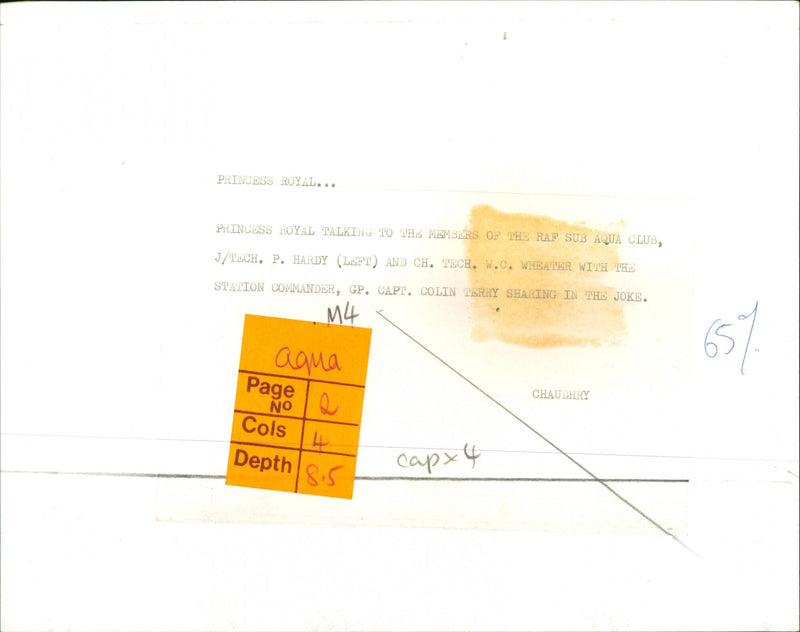 PRINCESS ROYAL...
PRINCESS ROYAL TALKING TO THE MEMBERS OF THE RAF SUB AQUA CLUB,
J/TECH. P. HARDY (LEFT) AND CH. TECH. W.C. WHEATER WITH THE
STATION COMMANDER, GP. CAPT. COLIN TERRY SHARING IN THE JOKE.
M4
65%
aqua
Page No 2
Cols 4
Depth 8.5
CHAUDHRY
cap x 4